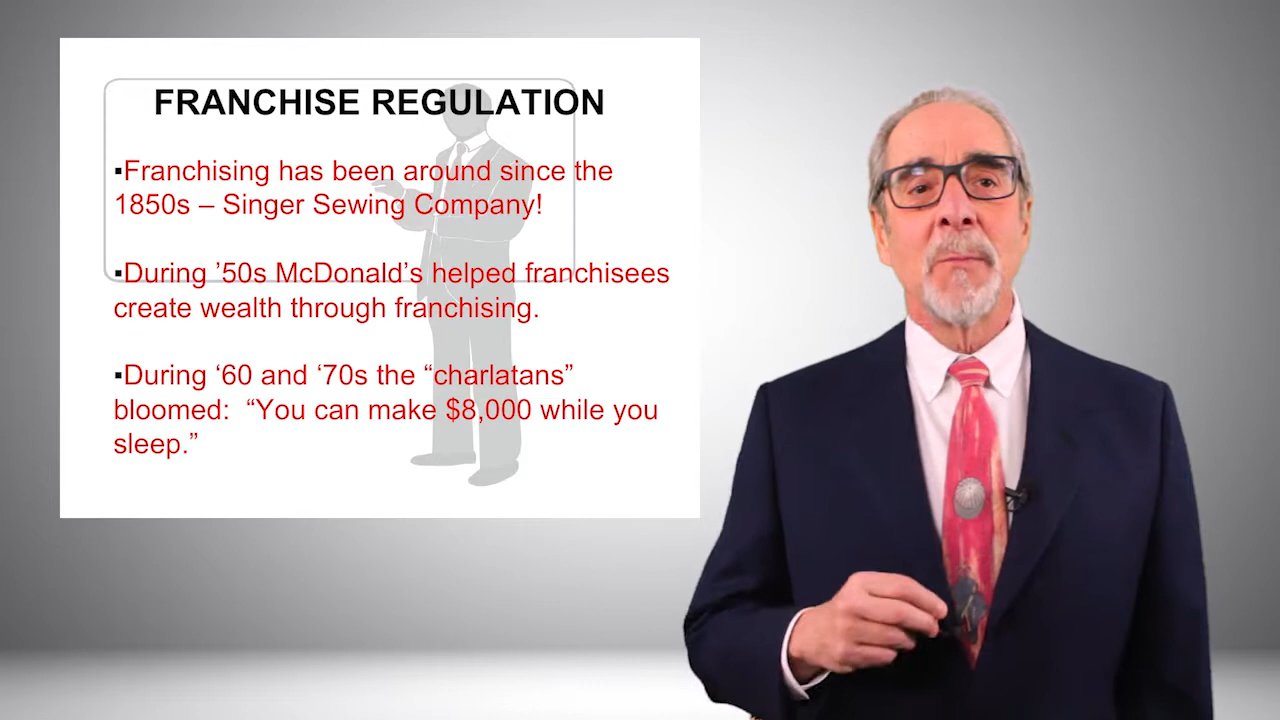 FRANCHISE REGULATION
▪Franchising has been around since the
1850s – Singer Sewing Company!
▪During ’50s McDonald’s helped franchisees
create wealth through franchising.
▪During ‘60 and ‘70s the “charlatans”
bloomed:  “You can make $8,000 while you
sleep.”